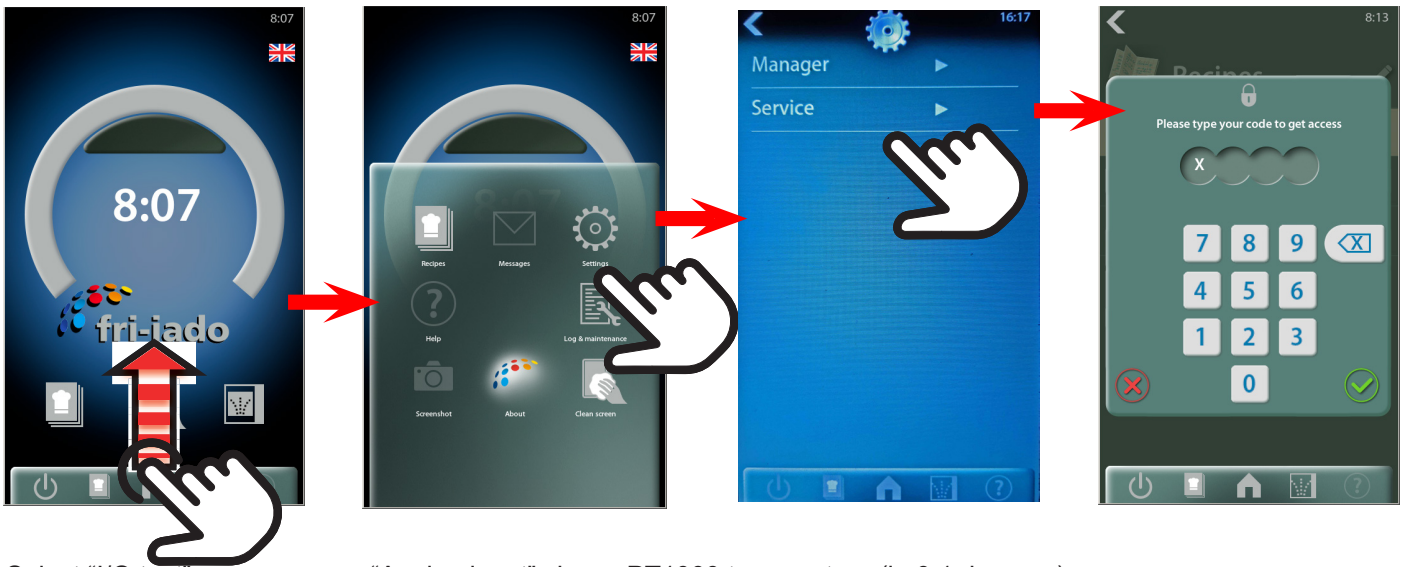 8:07
8:07
fri-jado
8:07
8:07
Recipes
Messages
Settings
Help
Log & maintenance
Screenshot
About
Clean screen
16:17
Manager
Service
8:13
Recipes
Please type your code to get access
X
7 8 9 X
4 5 6
1 2 3
0